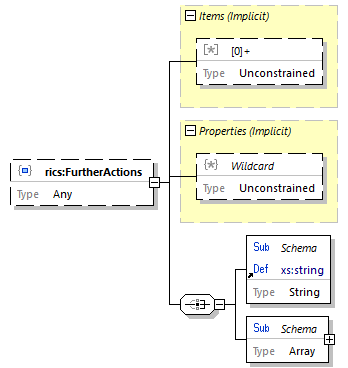 Items (Implicit)
[0]+
Type Unconstrained
Properties (Implicit)
Wildcard
Type Unconstrained
rics:FurtherActions
Type Any
Sub Schema
Def xs:string
Type String
Sub Schema
Type Array